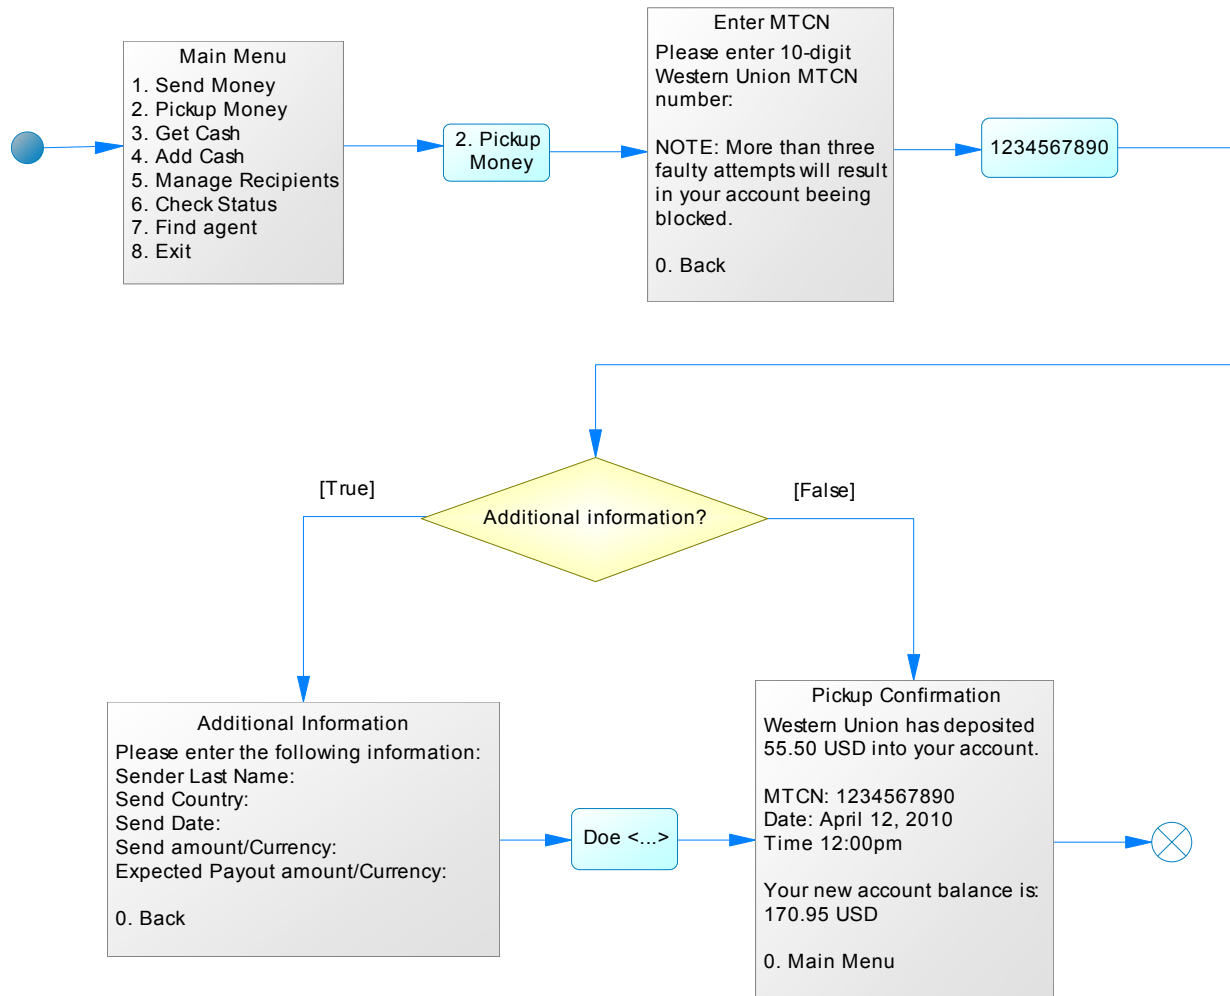 Main Menu
1. Send Money
2. Pickup Money
3. Get Cash
4. Add Cash
5. Manage Recipients
6. Check Status
7. Find agent
8. Exit
2. Pickup
Money
Enter MTCN
Please enter 10-digit
Western Union MTCN
number:
NOTE: More than three
faulty attempts will result
in your account beeing
blocked.
0. Back
1234567890
[True]
Additional information?
[False]
Additional Information
Please enter the following information:
Sender Last Name:
Send Country:
Send Date:
Send amount/Currency:
Expected Payout amount/Currency:
0. Back
Doe <...>
Pickup Confirmation
Western Union has deposited
55.50 USD into your account.
MTCN: 1234567890
Date: April 12, 2010
Time 12:00pm
Your new account balance is:
170.95 USD
0. Main Menu